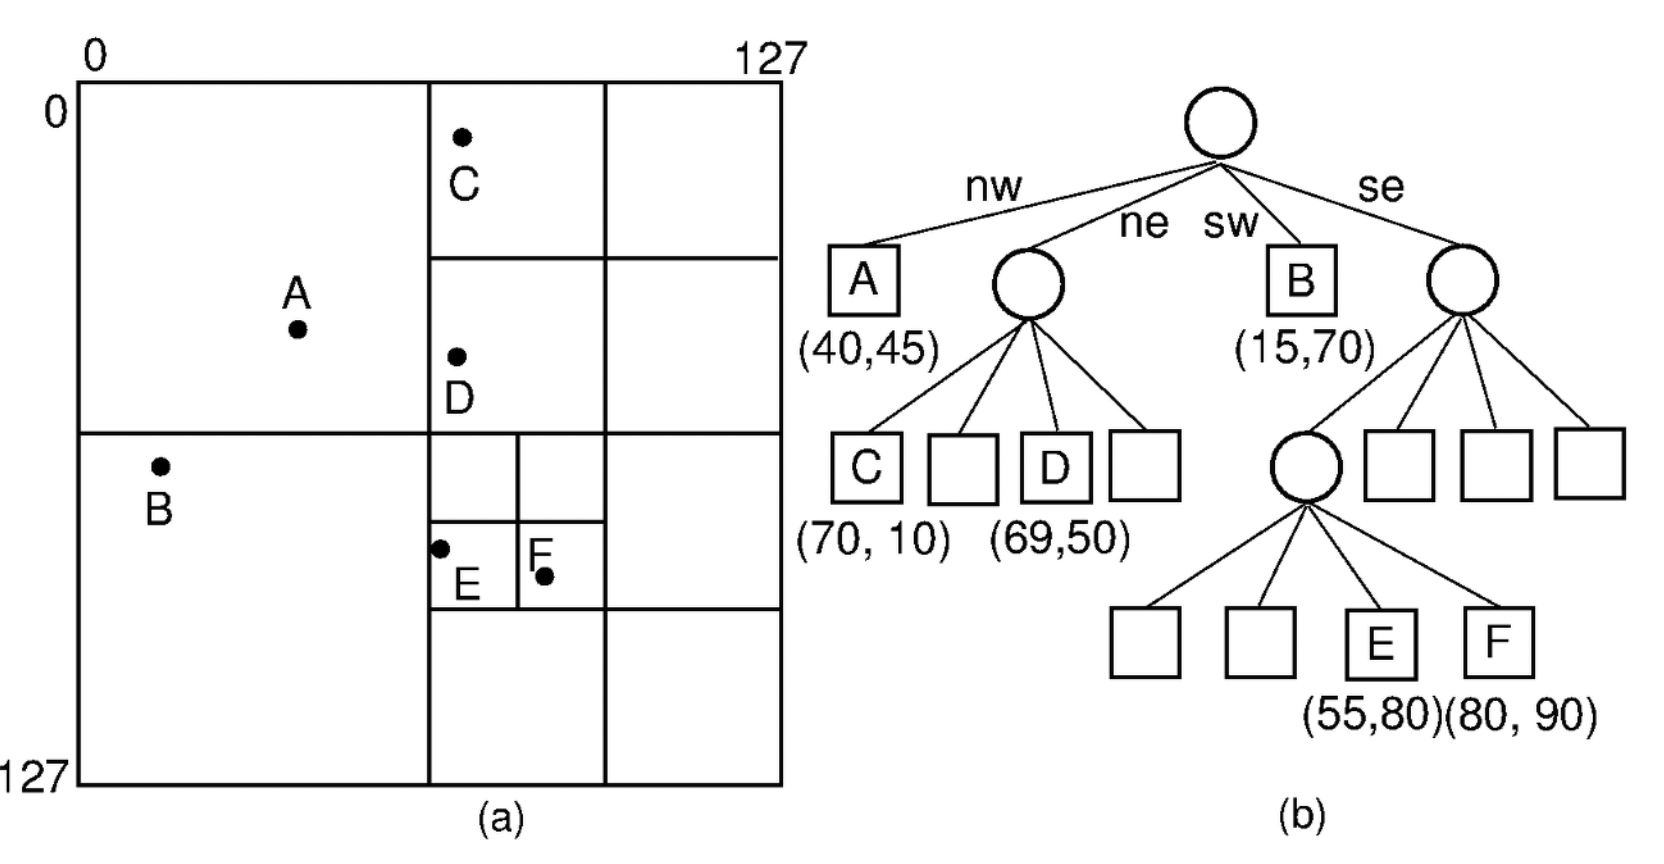 0
127
0
C
A
D
B
E
F
127
(a)
nw
ne
sw
se
A
B
(40,45)
(15,70)
C
D
(70, 10)
(69,50)
E
F
(55,80)
(80, 90)
(b)